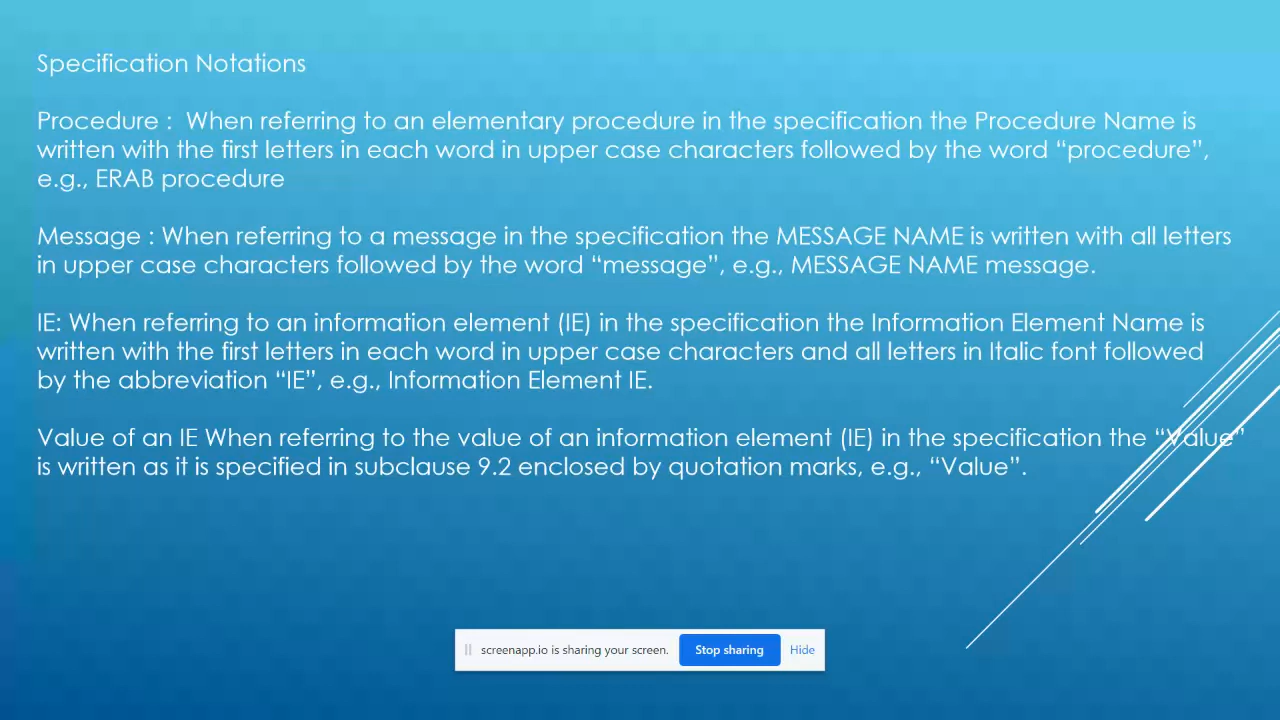 Specification Notations
Procedure :  When referring to an elementary procedure in the specification the Procedure Name is
written with the first letters in each word in upper case characters followed by the word “procedure”,
e.g., ERAB procedure
Message : When referring to a message in the specification the MESSAGE NAME is written with all letters
in upper case characters followed by the word “message”, e.g., MESSAGE NAME message.
IE: When referring to an information element (IE) in the specification the Information Element Name is
written with the first letters in each word in upper case characters and all letters in Italic font followed
by the abbreviation “IE”, e.g., Information Element IE.
Value of an IE When referring to the value of an information element (IE) in the specification the “Value”
is written as it is specified in subclause 9.2 enclosed by quotation marks, e.g., “Value”.
screenapp.io is sharing your screen. Stop sharing Hide